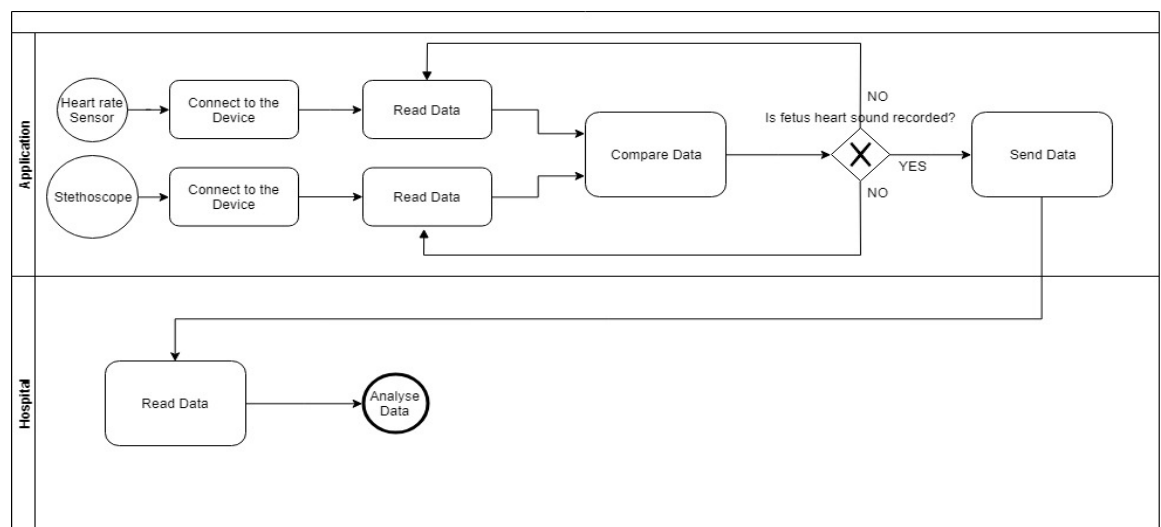 Application
Heart rate
Sensor
Connect to the
Device
Read Data
Stethoscope
Connect to the
Device
Read Data
Compare Data
NO
Is fetus heart sound recorded?
YES
NO
Send Data
Hospital
Read Data
Analyse
Data